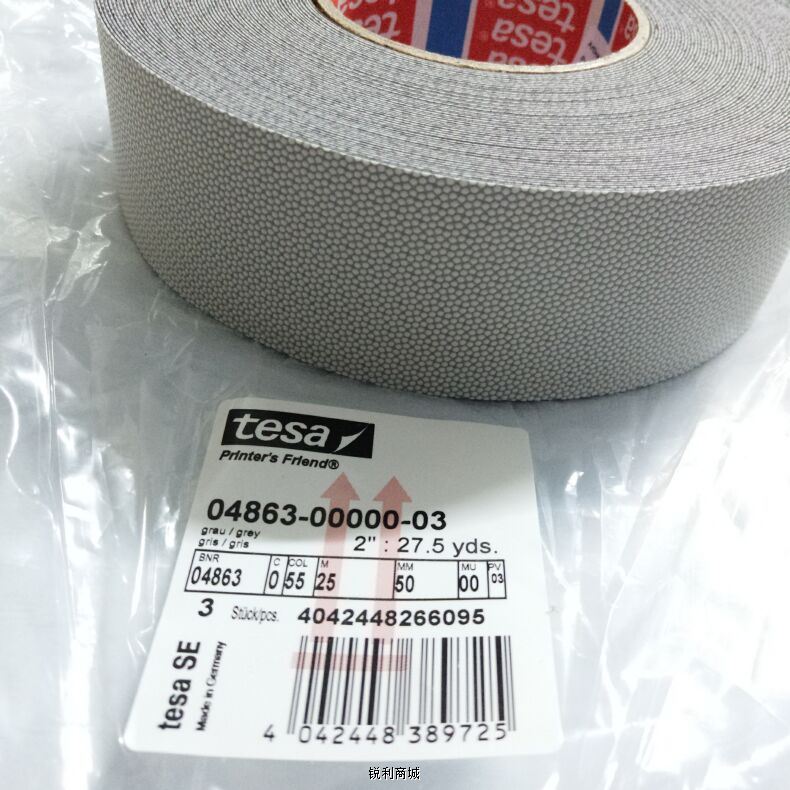 tesa
tesa
tesa
tesa
Printer's Friend®
04863-00000-03
grau / grey
gris / gris
2" : 27.5 yds.
BNR C COL M MM MU PV
04863 0 55 25 50 00 03
3 Stück/pcs. 4042448266095
tesa SE
Made in Germany
4 042448 389725
锐利商城